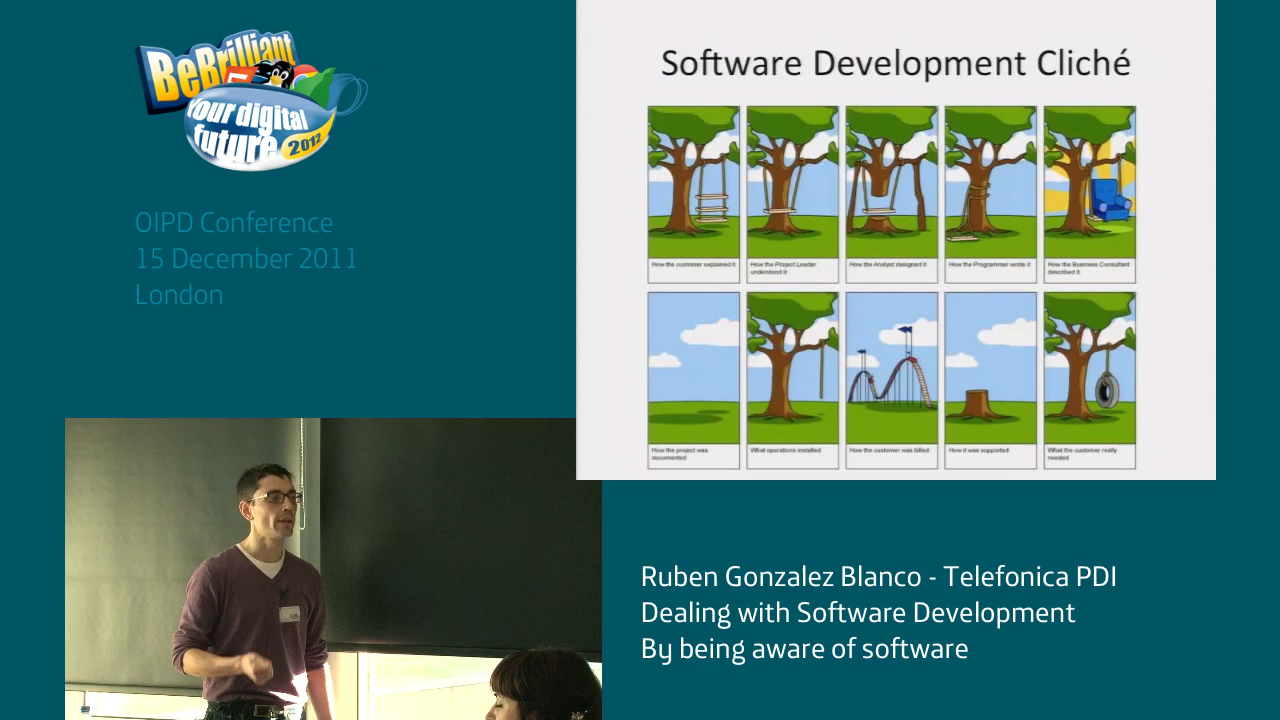 BeBrilliant
Your digital
future
2012
OIPD Conference
15 December 2011
London
Software Development Cliché
How the customer explained it
How the Project Leader
understood it
How the Analyst designed it
How the Programmer wrote it
How the Business Consultant
described it
How the project was
documented
What operations installed
How the customer was billed
How it was supported
What the customer really
needed
Ruben Gonzalez Blanco - Telefonica PDI
Dealing with Software Development
By being aware of software